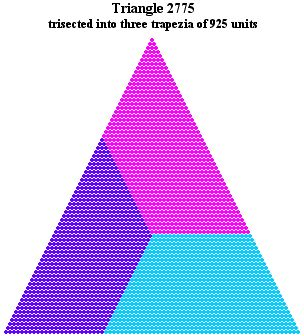 Triangle 2775
trisected into three trapezia of 925 units